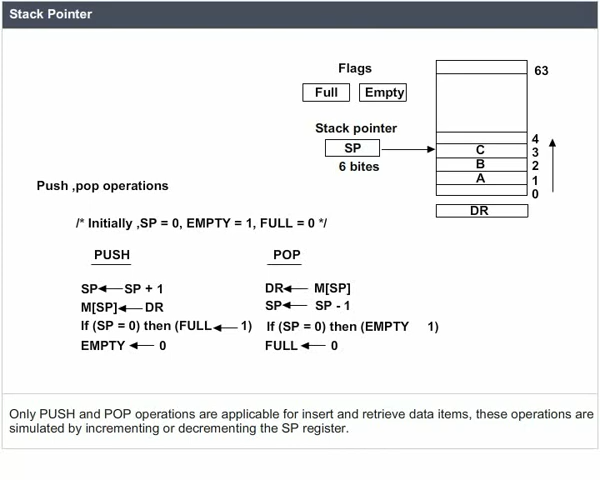 Stack Pointer
Flags
63
Full Empty
Stack pointer
4
SP
C
3
6 bites
B
2
A
1
0
Push ,pop operations
DR
/* Initially ,SP = 0, EMPTY = 1, FULL = 0 */
PUSH POP
SP ← SP + 1 DR ← M[SP]
M[SP] ← DR SP ← SP - 1
If (SP = 0) then (FULL ← 1) If (SP = 0) then (EMPTY 1)
EMPTY ← 0 FULL ← 0
Only PUSH and POP operations are applicable for insert and retrieve data items, these operations are
simulated by incrementing or decrementing the SP register.